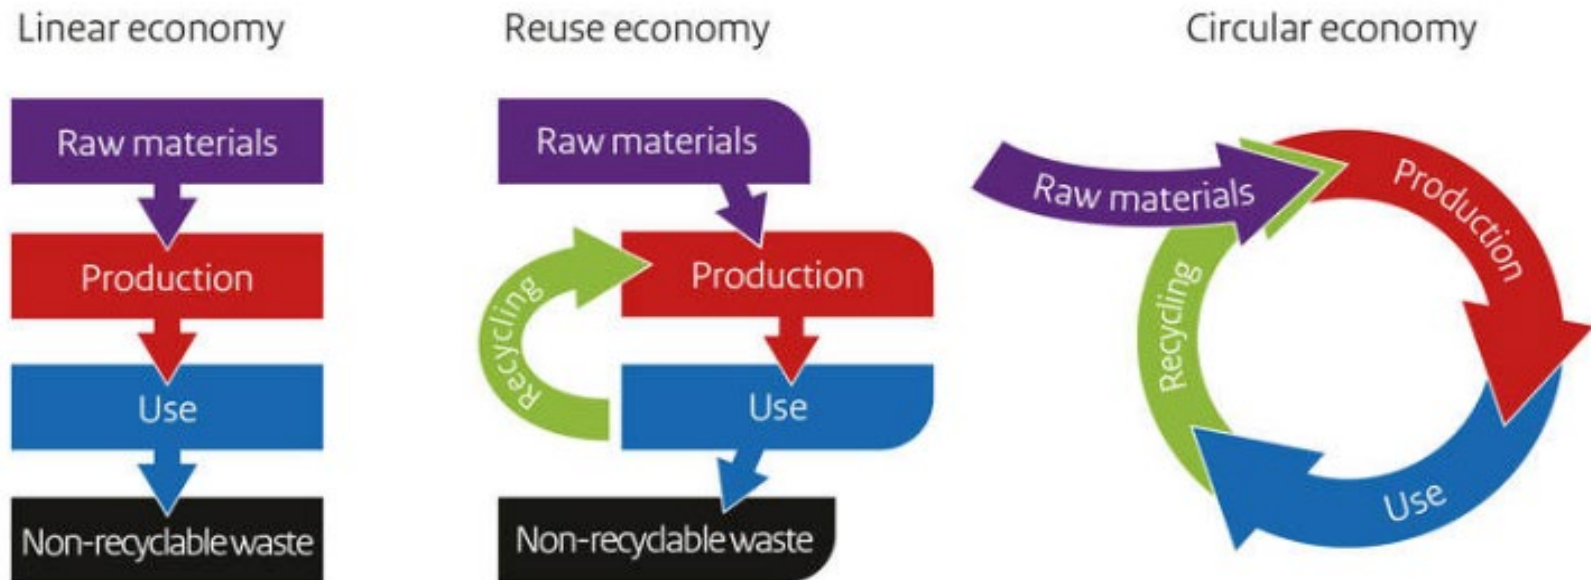 Linear economy
Raw materials
Production
Use
Non-recyclable waste
Reuse economy
Raw materials
Production
Recycling
Use
Non-recyclable waste
Circular economy
Raw materials
Production
Recycling
Use